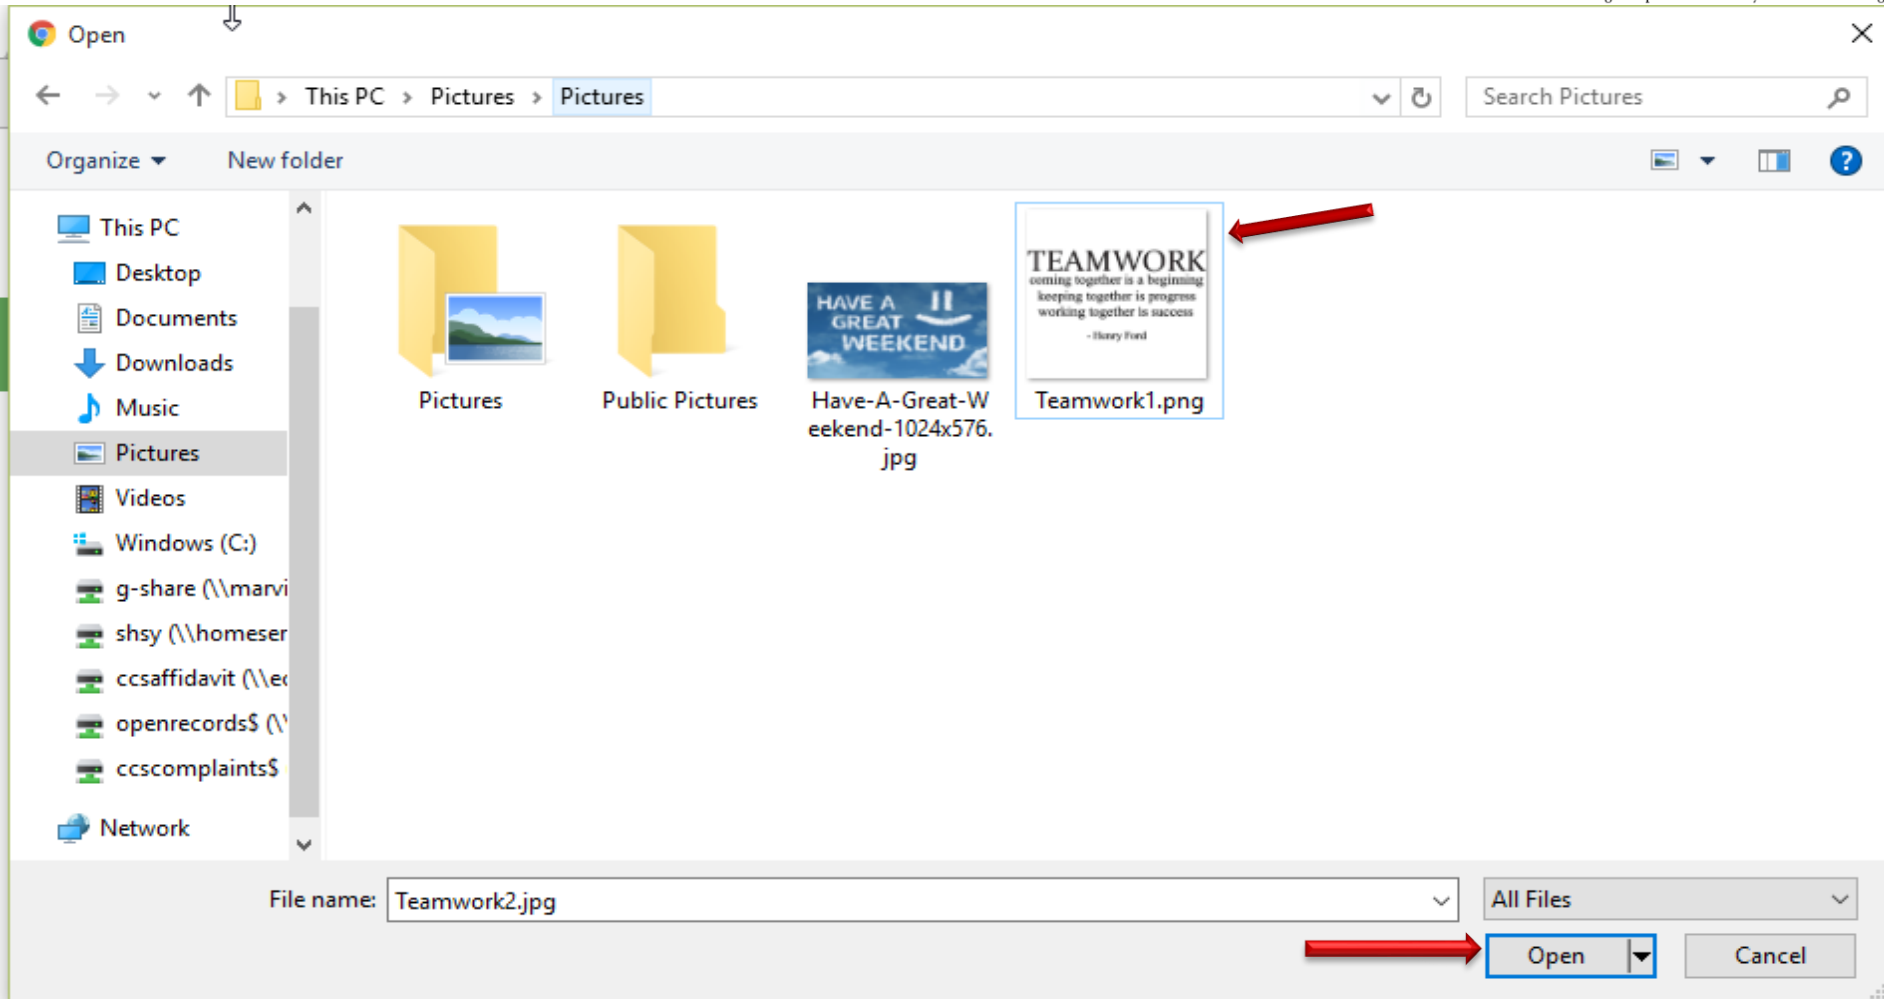 Open
This PC > Pictures > Pictures
Search Pictures
Organize
New folder
?
This PC
Desktop
Documents
Downloads
Music
Pictures
Videos
Windows (C:)
g-share (\\marvi
shsy (\\homeser
ccsaffidavit (\\e
openrecords$ (\
ccscomplaints$
Network
Pictures
Public Pictures
HAVE A
GREAT
WEEKEND
Have-A-Great-W
eekend-1024x576.
jpg
TEAMWORK
coming together is a beginning
keeping together is progress
working together is success
- Henry Ford
Teamwork1.png
File name:
Teamwork2.jpg
All Files
Open
Cancel